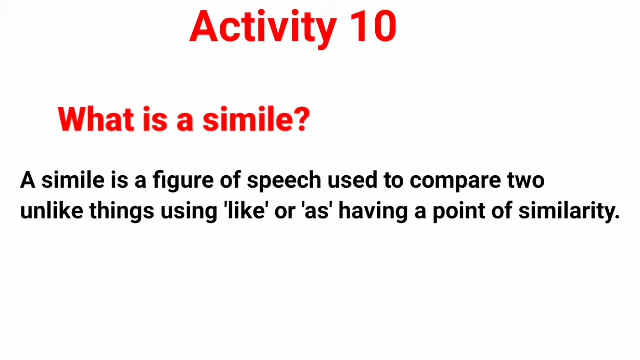 Activity 10
What is a simile?
A simile is a figure of speech used to compare two
unlike things using 'like' or 'as' having a point of similarity.